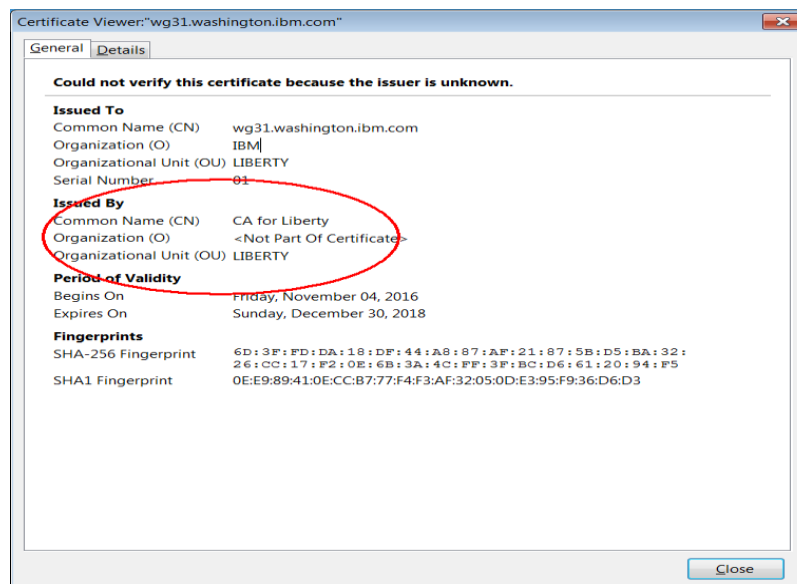 Certificate Viewer:"wg31.washington.ibm.com"
General Details
Could not verify this certificate because the issuer is unknown.
Issued To
Common Name (CN) wg31.washington.ibm.com
Organization (O) IBM
Organizational Unit (OU) LIBERTY
Serial Number 01
Issued By
Common Name (CN) CA for Liberty
Organization (O) <Not Part Of Certificate>
Organizational Unit (OU) LIBERTY
Period of Validity
Begins On Friday, November 04, 2016
Expires On Sunday, December 30, 2018
Fingerprints
SHA-256 Fingerprint 6D:3F:FD:DA:18:DF:44:A8:87:AF:21:87:5B:D5:BA:32:
26:CC:17:F2:0E:6B:3A:4C:FF:3F:BC:D6:61:20:94:F5
SHA1 Fingerprint 0E:E9:89:41:0E:CC:B7:77:F4:F3:AF:32:05:0D:E3:95:F9:36:D6:D3
Close